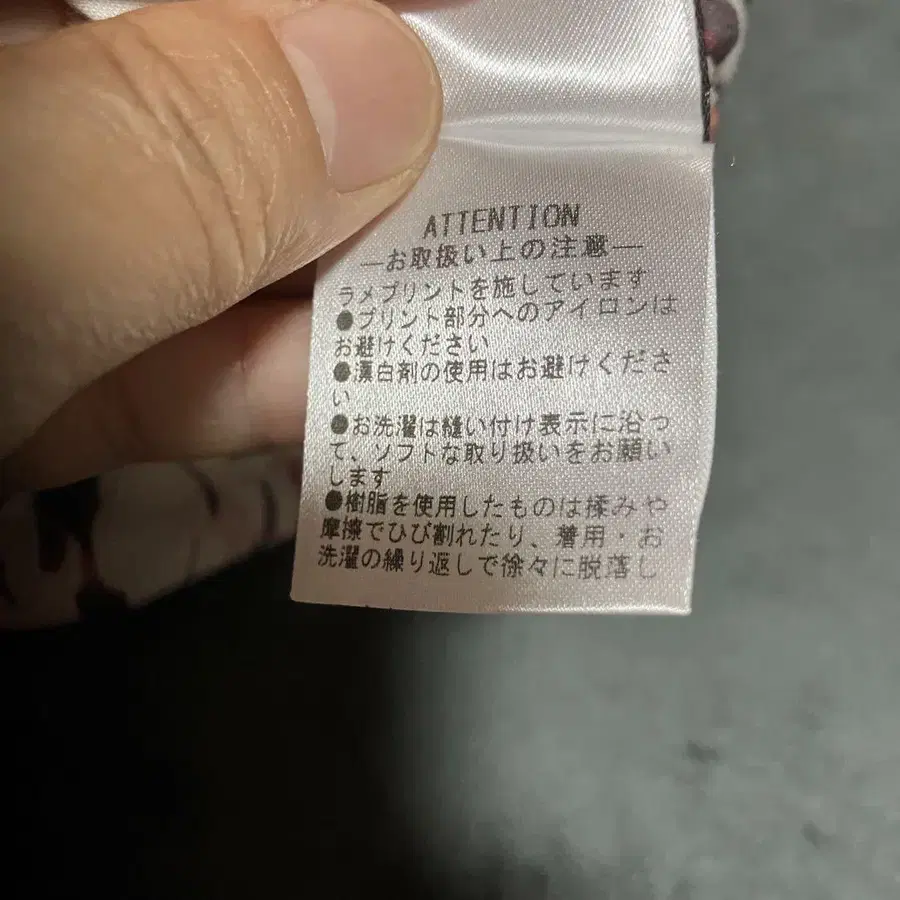 ATTENTION
—お取扱い上の注意—
ラメプリントを施しています
●プリント部分へのアイロンは
お避けください
●漂白剤の使用はお避けくださ
い
●お洗濯は縫い付け表示に沿っ
て、ソフトな取り扱いをお願い
します
●樹脂を使用したものは揉みや
摩擦でひび割れたり、着用・お
洗濯の繰り返しで徐々に脱落し